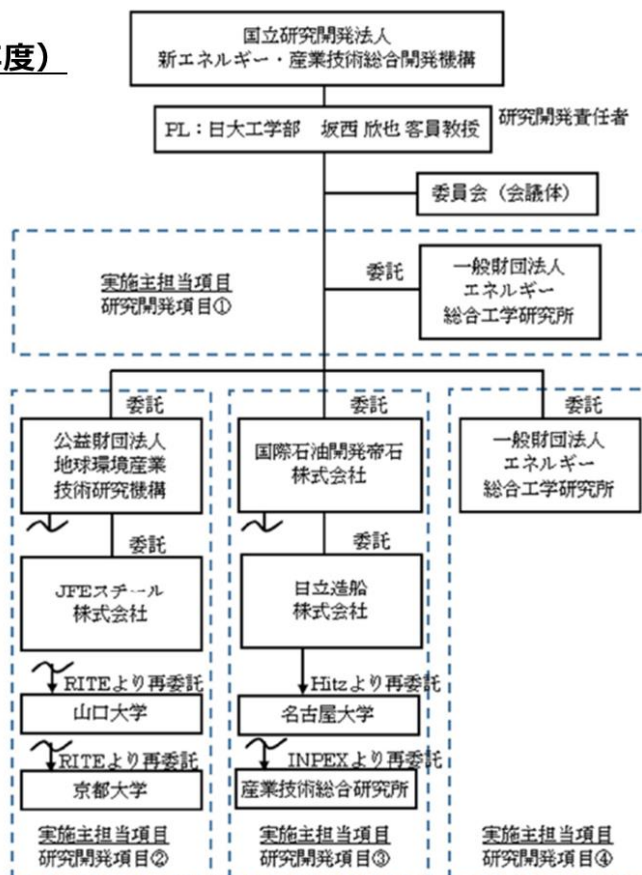 年度）
国立研究開発法人
新エネルギー・産業技術総合開発機構
PL：日大工学部　坂西 欣也 客員教授
研究開発責任者
委員会（会議体）
実施主担当項目
研究開発項目①
委託
一般財団法人
エネルギー
総合工学研究所
委託
公益財団法人
地球環境産業
技術研究機構
委託
JFEスチール
株式会社
RITEより再委託
山口大学
RITEより再委託
京都大学
実施主担当項目
研究開発項目②
委託
国際石油開発帝石
株式会社
委託
日立造船
株式会社
Hitzより再委託
名古屋大学
INPEXより再委託
産業技術総合研究所
実施主担当項目
研究開発項目③
委託
一般財団法人
エネルギー
総合工学研究所
実施主担当項目
研究開発項目④